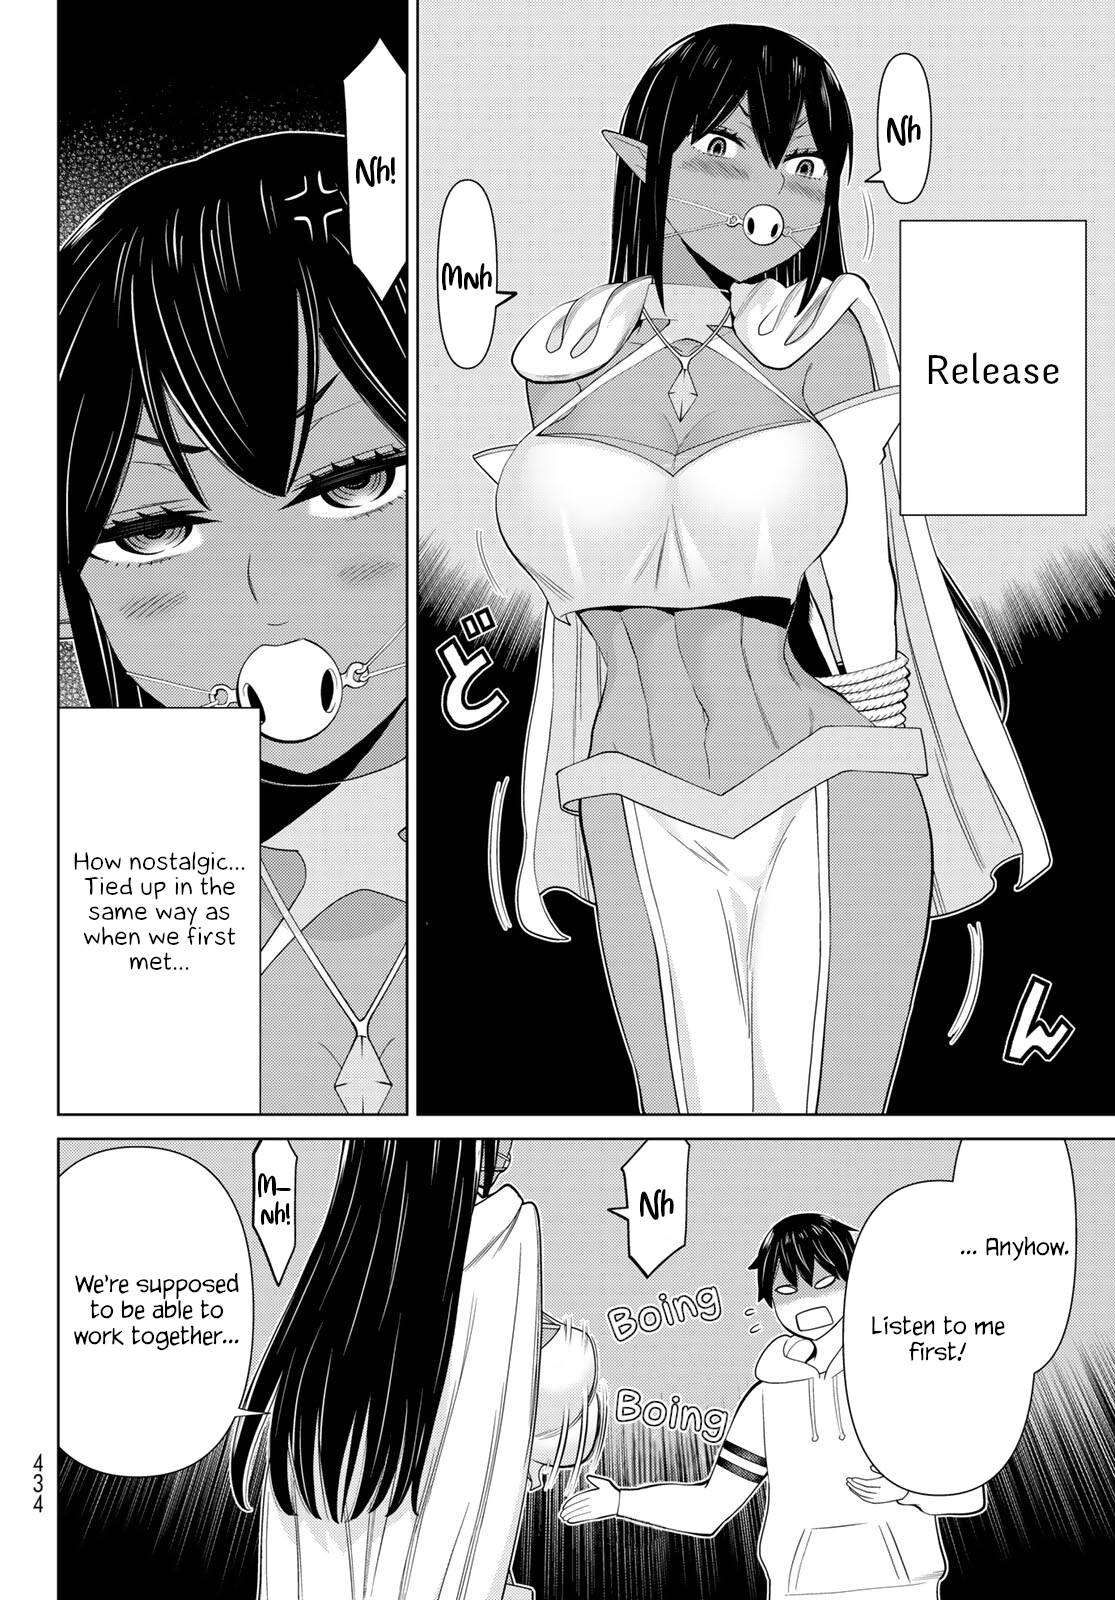 Nh
Release
Mnh
ど
ん
Nh!
How nostalgic...
Tied up in the
same way as
when we first
met...
... Anyhow.
Listen to me
first!
Nh
Boing
Boing
M—
Nh!
We're supposed
to be able to
work together...
434